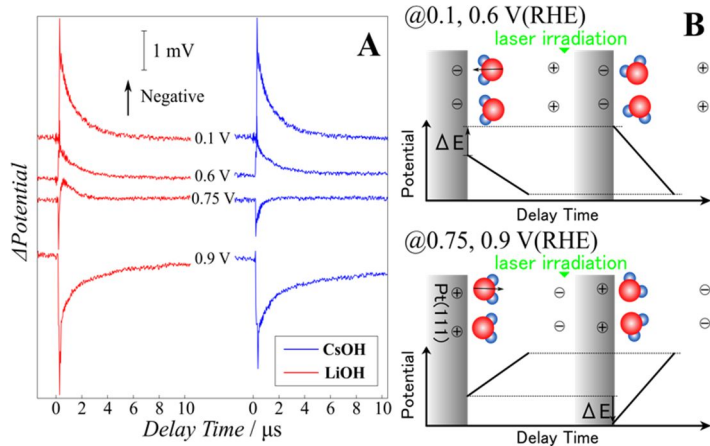 A
1 mV
Negative
0.1 V
0.6 V
0.75 V
0.9 V
CsOH
LiOH
ΔPotential
0 2 4 6 8 10
0 2 4 6 8 10
Delay Time / μs
@0.1, 0.6 V(RHE)
B
laser irradiation
⊖ ⊕ ⊖ ⊕
⊖ ⊕ ⊖ ⊕
ΔE
Potential
Delay Time
@0.75, 0.9 V(RHE)
laser irradiation
Pt(111)
⊕ ⊖ ⊕ ⊖
⊕ ⊖ ⊕ ⊖
ΔE
Potential
Delay Time